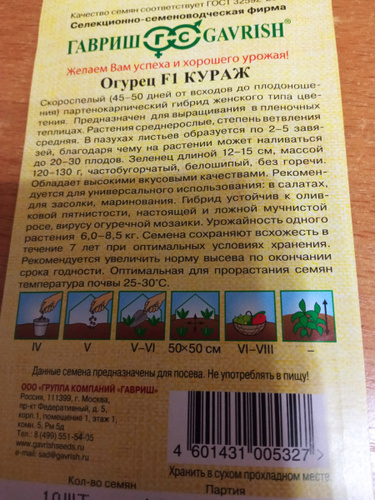 Качество семян соответствует ГОСТ 32592
Селекционно-семеноводческая фирма
ГАВРИШ GAVRISH®
Желаем Вам успеха и хорошего урожая!
Огурец F1 КУРАЖ
Скороспелый (45–50 дней от всходов до плодоноше-
ния) партенокарпический гибрид женского типа цве-
тения. Предназначен для выращивания в пленочных
теплицах. Растения среднерослые, степень ветвления
средняя. В пазухах листьев образуется по 2–5 завя-
зей, благодаря чему на растении может наливаться
до 20–30 плодов. Зеленец длиной 12–15 см, массой
120–130 г, частобугорчатый, белошипый, без горечи.
Обладает высокими вкусовыми качествами. Рекомен-
дуется для универсального использования: в салатах,
для засолки, маринования. Гибрид устойчив к олив-
ковой пятнистости, настоящей и ложной мучнистой
росе, вирусу огуречной мозаики. Урожайность одного
растения 6,0–8,5 кг. Семена сохраняют всхожесть в
течение 7 лет при оптимальных условиях хранения.
Рекомендуется увеличить норму высева по окончании
срока годности. Оптимальная для прорастания семян
температура почвы 25-30°С.
IV V V–VI 50×50 см VI–VIII –
Данные семена предназначены для посева. Не употреблять в пищу!
ООО «ГРУППА КОМПАНИЙ «ГАВРИШ»
Россия, 111399, г. Москва,
пр-кт Федеративный, д. 5,
корп. 1, помещение 1, этаж 1,
комн. 5, Рм 5д
Тел.: 8 (499) 551-54-05
gavrishseeds.ru
e-mail: sad@gavrish.ru
4 601431 005327
Хранить в сухом прохладном месте
Кол-во семян Партия
10 шт